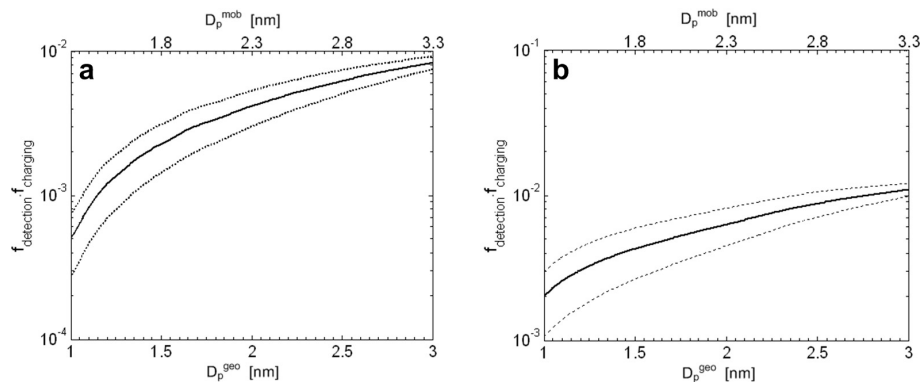 D_p^mob [nm]
1.8 2.3 2.8 3.3
10^-2
a
10^-3
f_detection·f_charging
10^-4
1 1.5 2 2.5 3
D_p^geo [nm]
D_p^mob [nm]
1.8 2.3 2.8 3.3
10^-1
b
10^-2
f_detection·f_charging
10^-3
1 1.5 2 2.5 3
D_p^geo [nm]